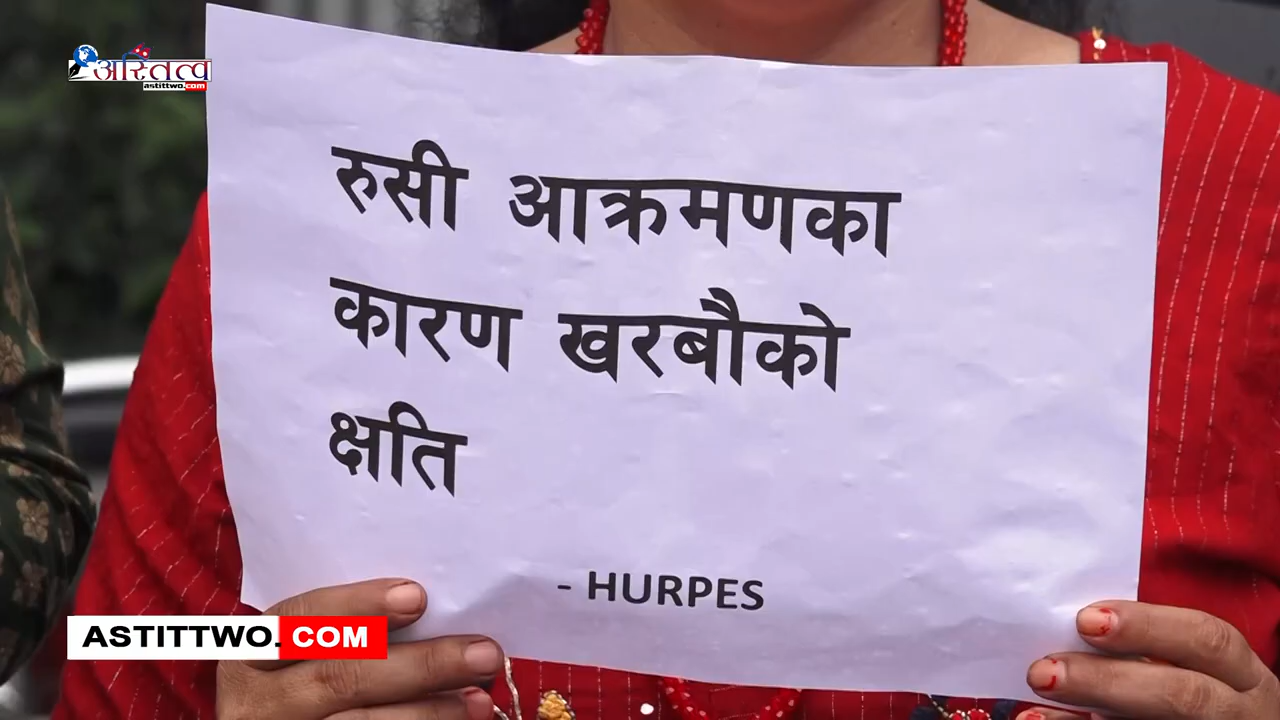 अस्तित्व
astittwo.com
रुसी आक्रमणका
कारण खरबौको
क्षति
- HURPES
ASTITTWO.COM